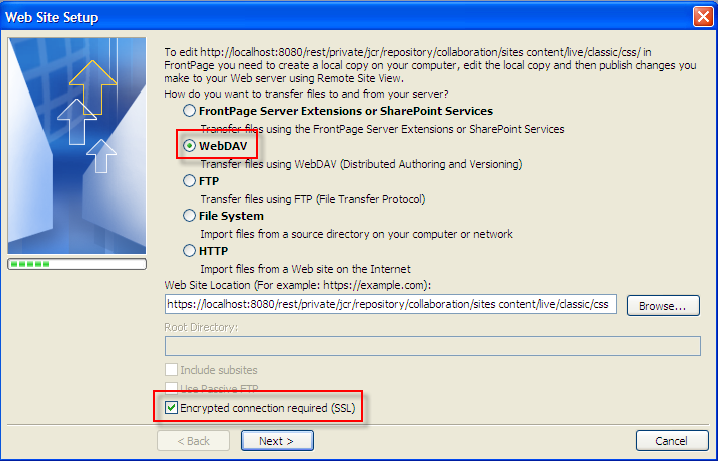 Web Site Setup
To edit http://localhost:8080/rest/private/jcr/repository/collaboration/sites content/live/classic/css/ in
FrontPage you need to create a local copy on your computer, edit the local copy and then publish changes you
make to your Web server using Remote Site View.
How do you want to transfer files to and from your server?
FrontPage Server Extensions or SharePoint Services
Transfer files using the FrontPage Server Extensions or SharePoint Services
WebDAV
Transfer files using WebDAV (Distributed Authoring and Versioning)
FTP
Transfer files using FTP (File Transfer Protocol)
File System
Import files from a source directory on your computer or network
HTTP
Import files from a Web site on the Internet
Web Site Location (For example: https://example.com):
https://localhost:8080/rest/private/jcr/repository/collaboration/sites content/live/classic/css
Browse...
Root Directory:
Include subsites
Use Passive FTP
Encrypted connection required (SSL)
< Back
Next >
Cancel